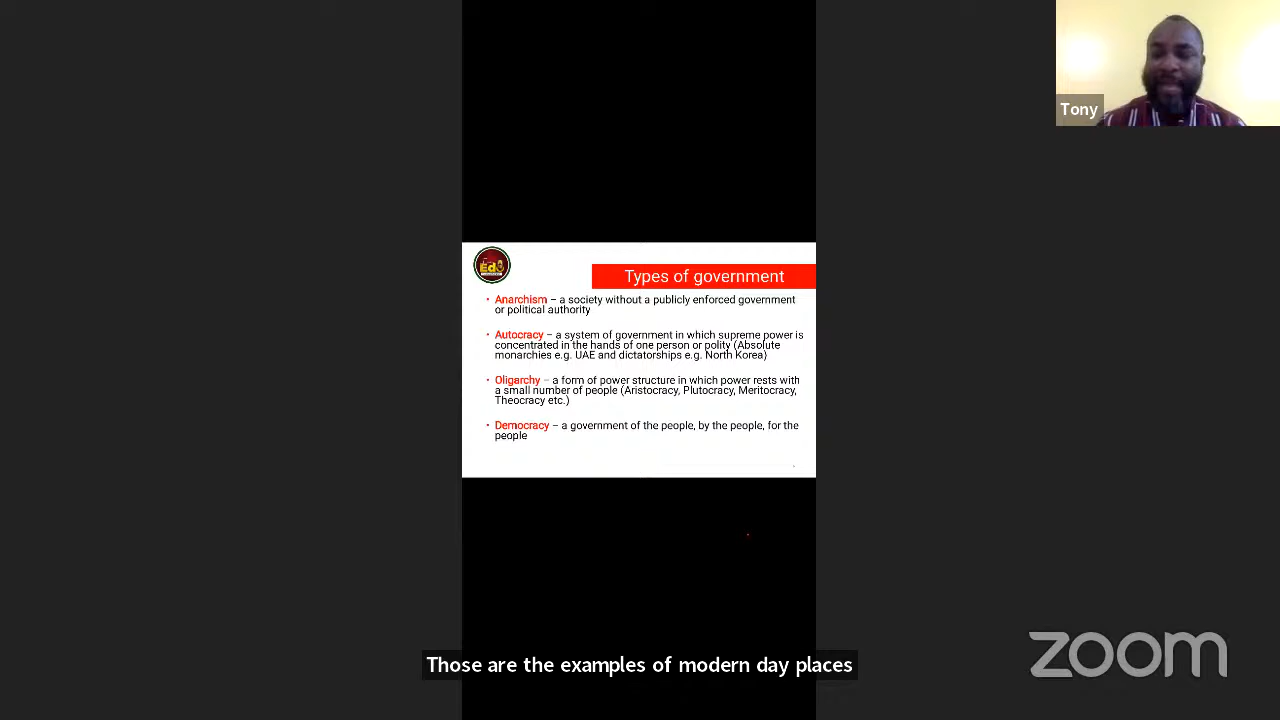 Tony
Ed
Types of government
• Anarchism – a society without a publicly enforced government
or political authority
• Autocracy – a system of government in which supreme power is
concentrated in the hands of one person or polity (Absolute
monarchies e.g. UAE and dictatorships e.g. North Korea)
• Oligarchy – a form of power structure in which power rests with
a small number of people (Aristocracy, Plutocracy, Meritocracy,
Theocracy etc.)
• Democracy – a government of the people, by the people, for the
people
Those are the examples of modern day places
zoom